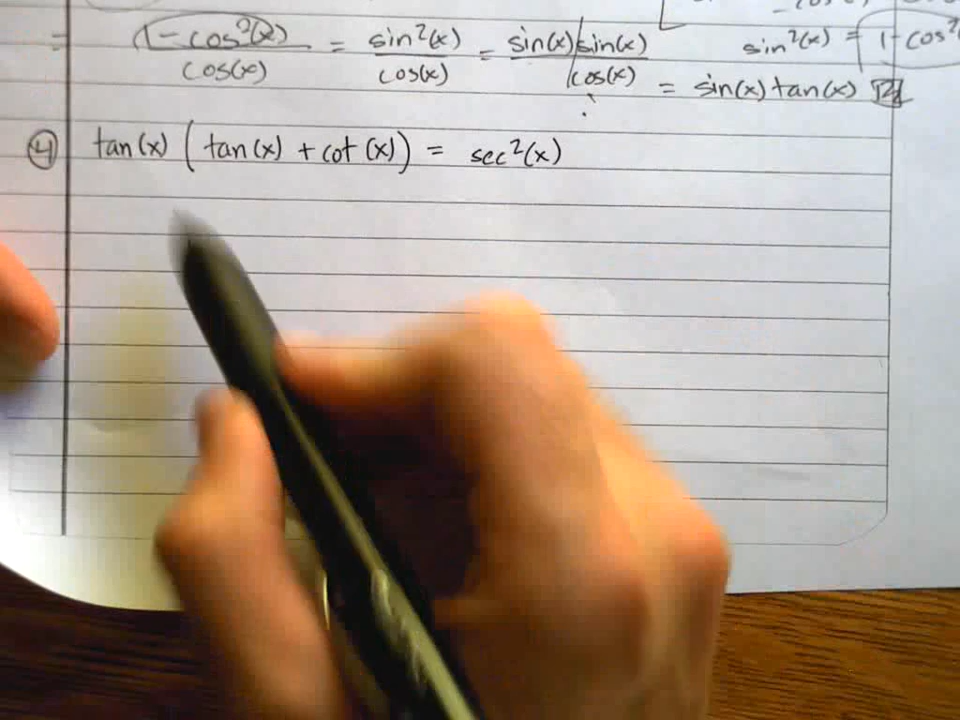 = (1 - cos²(x))/cos(x) = sin²(x)/cos(x) = sin(x)sin(x)/cos(x) = sin(x)tan(x)
sin²(x) = 1 - cos²
④ tan(x) (tan(x) + cot(x)) = sec²(x)